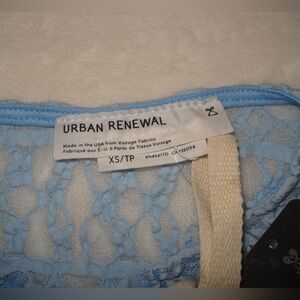 URBAN RENEWAL
Made in the USA from Vintage Fabrics
Fabriqué aux É.-U. à Partir de Tissus Vintage
XS/TP